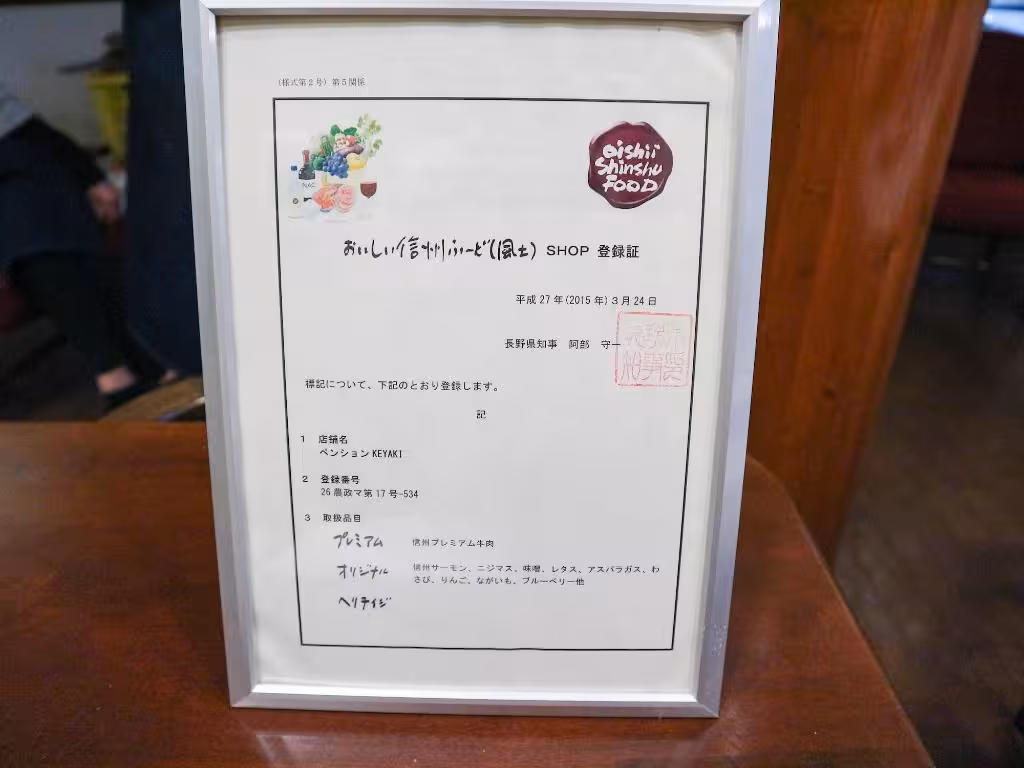 (様式第2号) 第5関係
NAC
oishii
Shinshu
FOOD
おいしい信州ふーど(風土) SHOP 登録証
平成27年(2015年)3月24日
長野県知事 阿部 守一
標記について、下記のとおり登録します。
記
1 店舗名
ペンションKEYAKI
2 登録番号
26農政マ第17号-534
3 取扱品目
プレミアム 信州プレミアム牛肉
オリジナル 信州サーモン、ニジマス、味噌、レタス、アスパラガス、わ
さび、りんご、ながいも、ブルーベリー他
ヘリテイジ